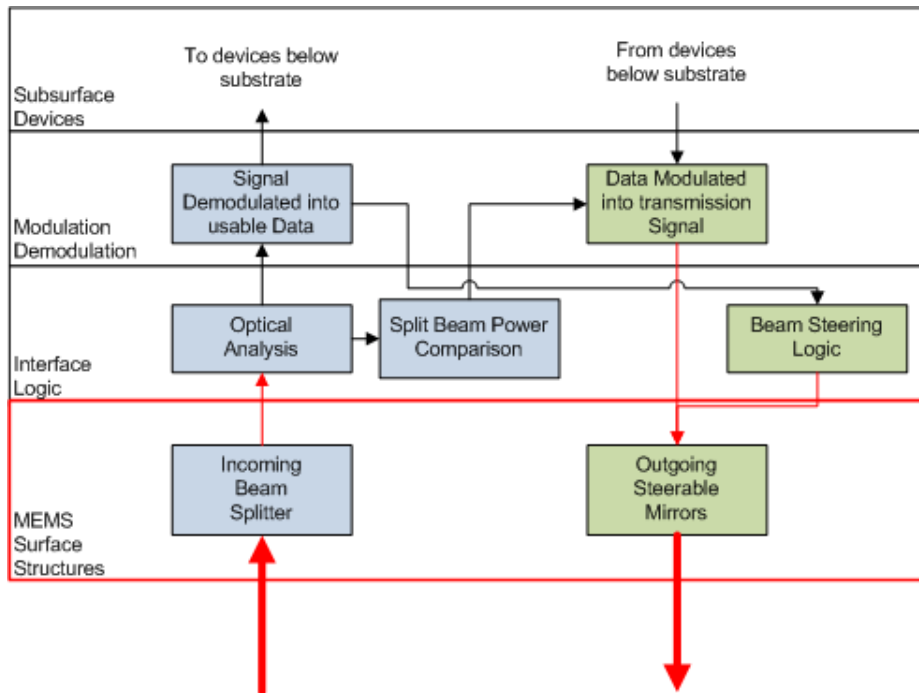 To devices below
substrate
From devices
below substrate
Subsurface
Devices
Signal
Demodulated into
usable Data
Data Modulated
into transmission
Signal
Modulation
Demodulation
Optical
Analysis
Split Beam Power
Comparison
Beam Steering
Logic
Interface
Logic
Incoming
Beam
Splitter
Outgoing
Steerable
Mirrors
MEMS
Surface
Structures